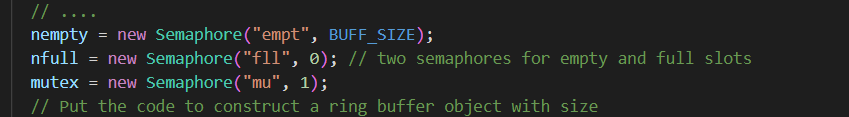 // ....
nempty = new Semaphore("empt", BUFF_SIZE);
nfull = new Semaphore("fll", 0); // two semaphores for empty and full slots
mutex = new Semaphore("mu", 1);
// Put the code to construct a ring buffer object with size